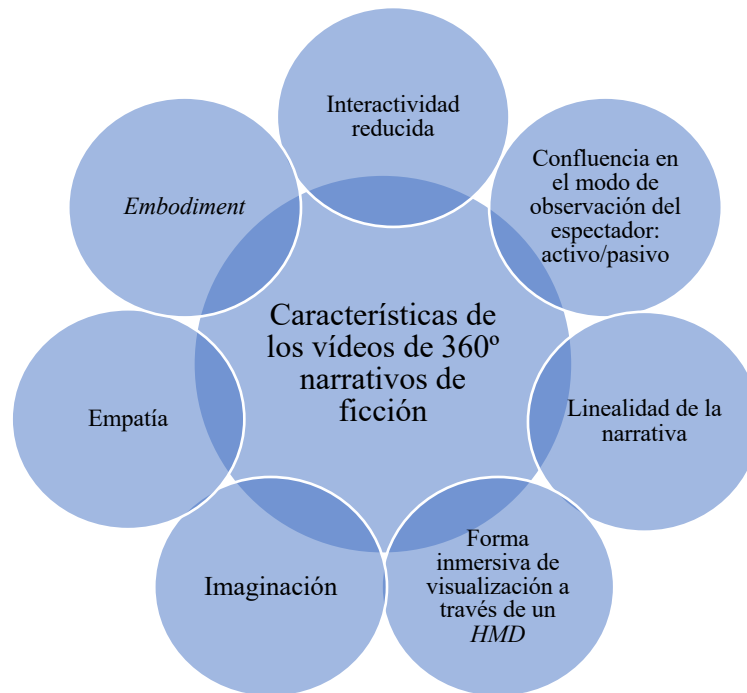 Interactividad
reducida
Confluencia en
el modo de
observación del
espectador:
activo/pasivo
Linealidad de la
narrativa
Forma
inmersiva de
visualización a
través de un
HMD
Imaginación
Empatía
Embodiment
Características de
los vídeos de 360º
narrativos de
ficción